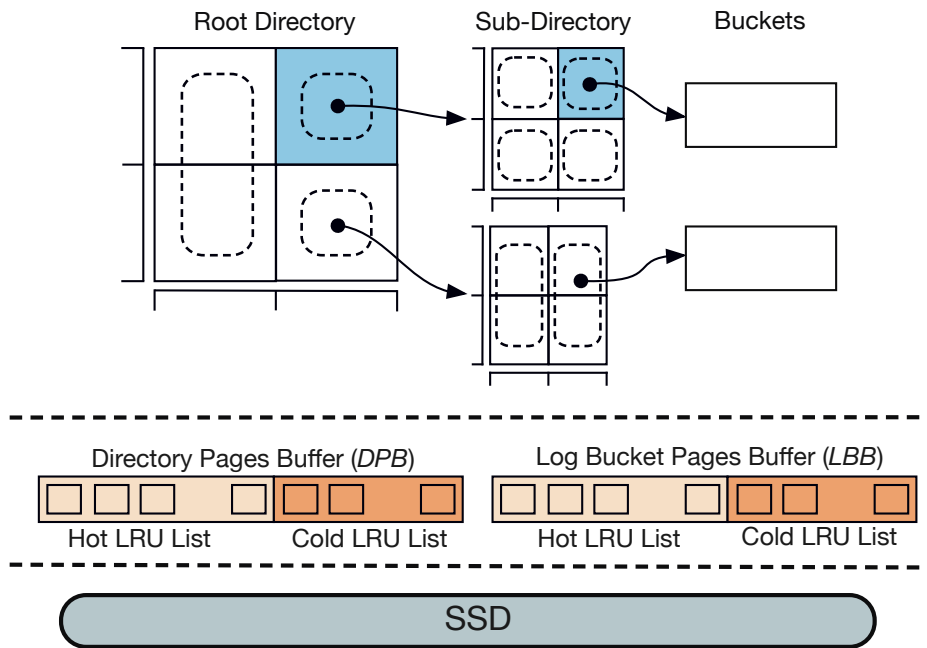 Root Directory
Sub-Directory
Buckets
Directory Pages Buffer (DPB)
Log Bucket Pages Buffer (LBB)
Hot LRU List
Cold LRU List
Hot LRU List
Cold LRU List
SSD